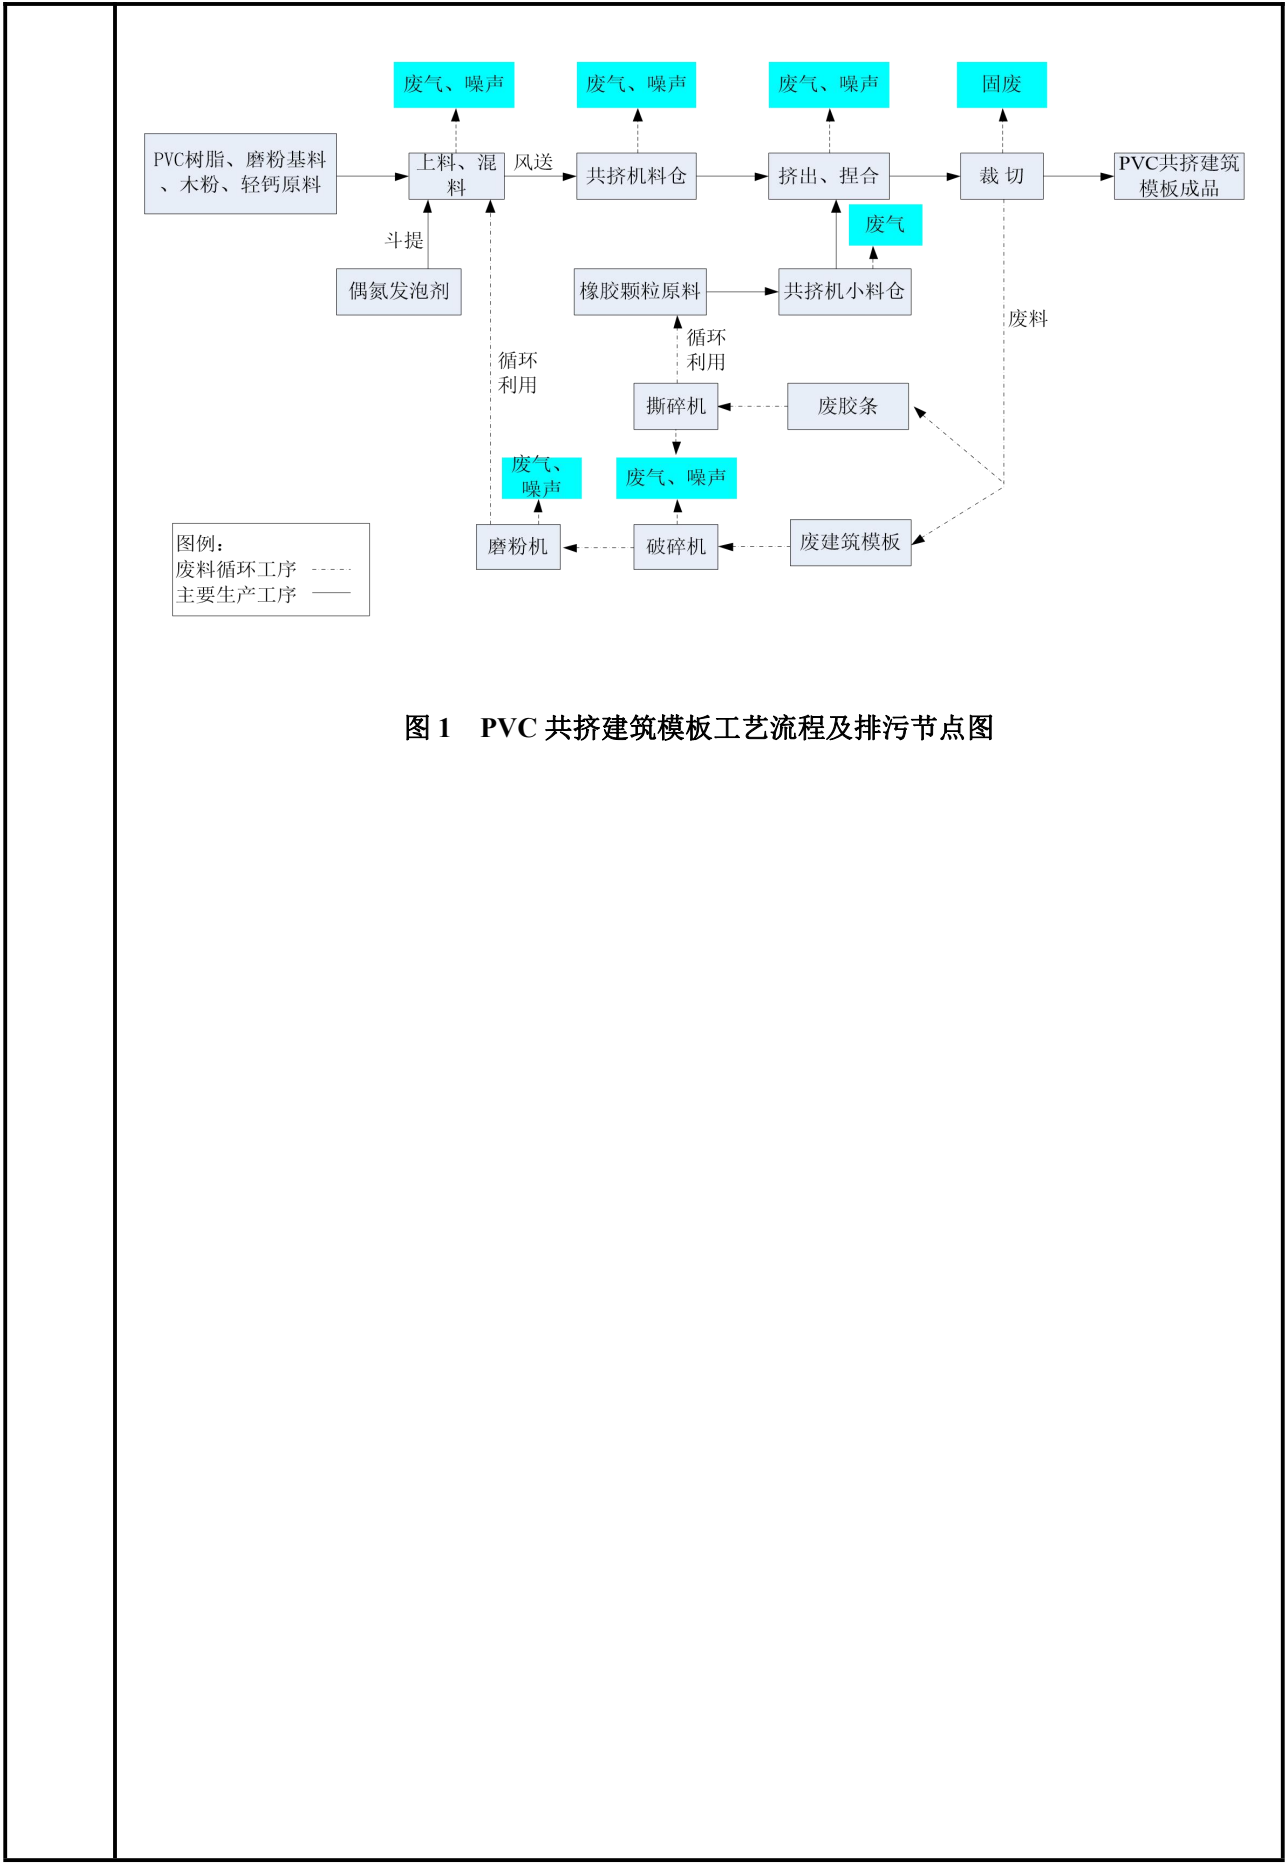 废气、噪声
废气、噪声
废气、噪声
固废
PVC树脂、磨粉基料
、木粉、轻钙原料
上料、混
料
风送
共挤机料仓
挤出、捏合
裁 切
PVC共挤建筑
模板成品
废气
斗提
偶氮发泡剂
橡胶颗粒原料
共挤机小料仓
废料
循环
利用
循环
利用
撕碎机
废胶条
废气、
噪声
废气、噪声
磨粉机
破碎机
废建筑模板
图例：
废料循环工序
主要生产工序
图 1 PVC 共挤建筑模板工艺流程及排污节点图